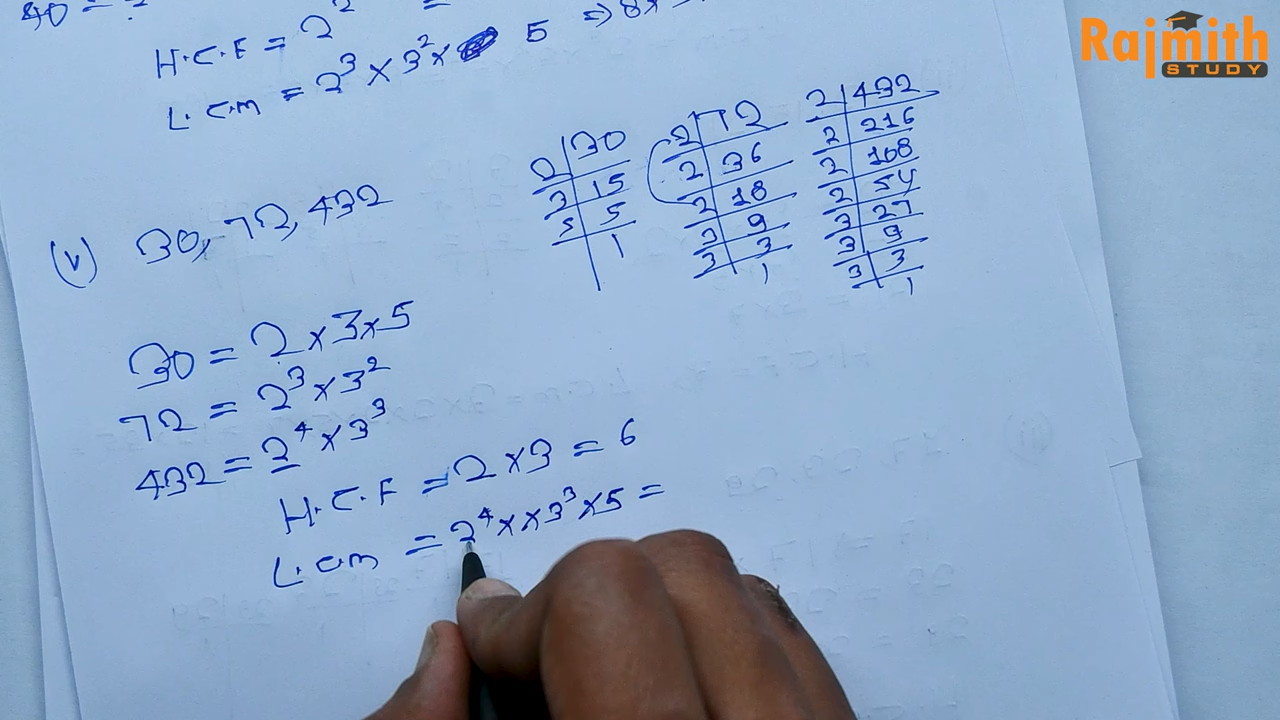 40 =
H.C.F = 2²
L.C.M = 2³ × 3² × 5 ⇒ 8×
Rajmith
STUDY
(v) 30, 72, 432
2 | 30
3 | 15
5 | 5
1
2 | 72
2 | 36
2 | 18
3 | 9
3 | 3
1
2 | 432
2 | 216
2 | 108
2 | 54
3 | 27
3 | 9
3 | 3
1
30 = 2 × 3 × 5
72 = 2³ × 3²
432 = 2⁴ × 3³
H.C.F = 2 × 3 = 6
L.C.M = 2⁴ × × 3³ × 5 =